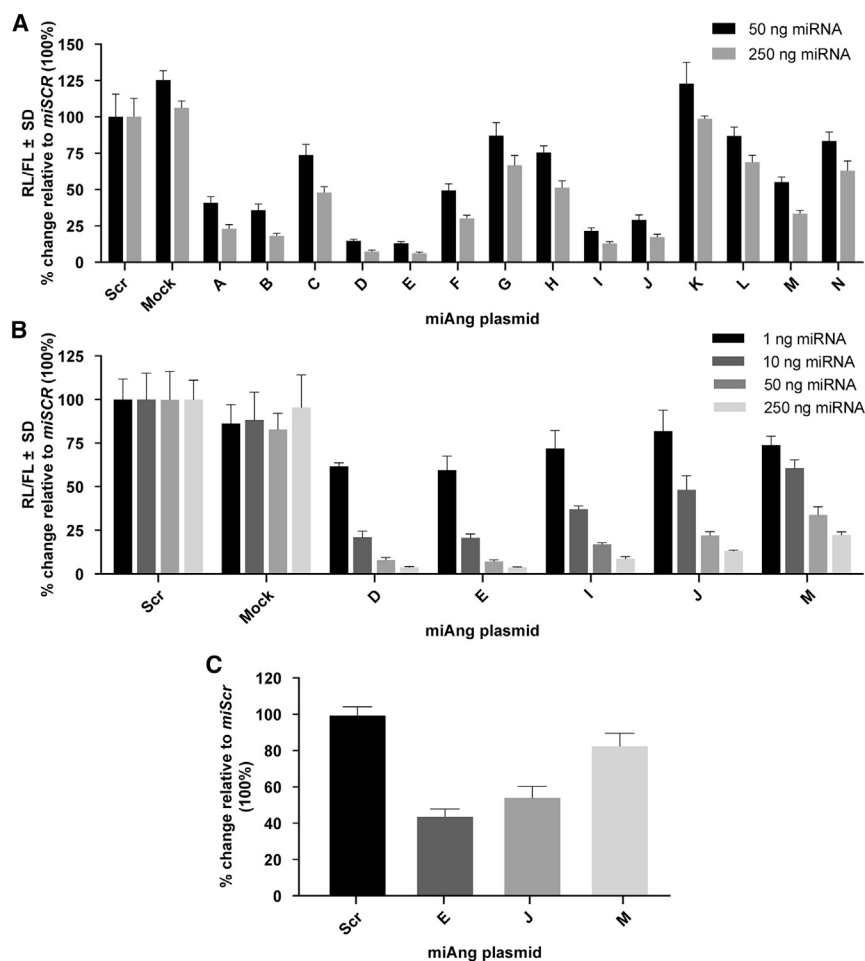 A
50 ng miRNA
250 ng miRNA
RL/FL ± SD
% change relative to miSCR (100%)
150
125
100
75
50
25
0
Scr
Mock
A
B
C
D
E
F
G
H
I
J
K
L
M
N
miAng plasmid
B
1 ng miRNA
10 ng miRNA
50 ng miRNA
250 ng miRNA
RL/FL ± SD
% change relative to miSCR (100%)
125
100
75
50
25
0
Scr
Mock
D
E
I
J
M
miAng plasmid
C
% change relative to miScr
(100%)
120
100
80
60
40
20
0
Scr
E
J
M
miAng plasmid